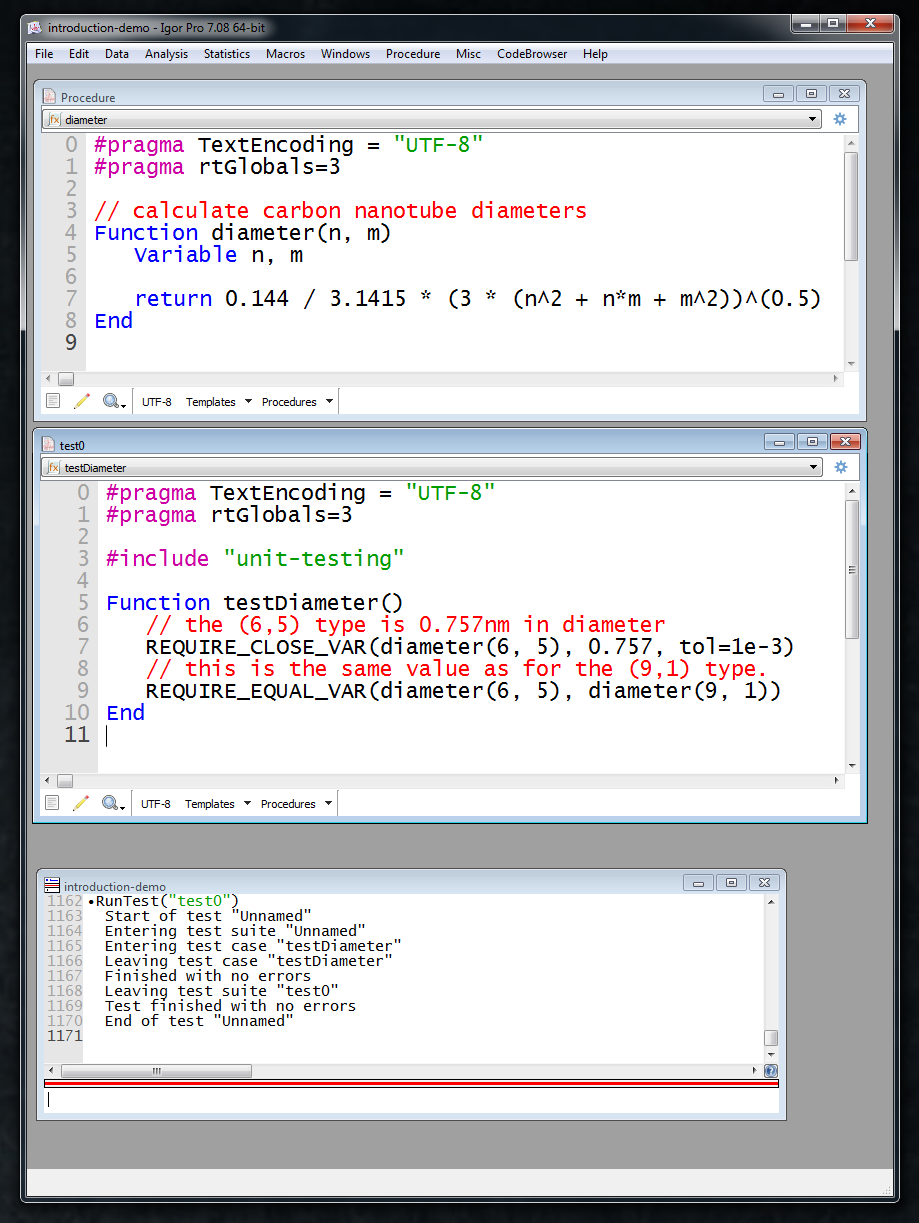 introduction-demo - Igor Pro 7.08 64-bit
File Edit Data Analysis Statistics Macros Windows Procedure Misc CodeBrowser Help
Procedure
fx diameter
0 #pragma TextEncoding = "UTF-8"
1 #pragma rtGlobals=3
2
3 // calculate carbon nanotube diameters
4 Function diameter(n, m)
5 Variable n, m
6
7 return 0.144 / 3.1415 * (3 * (n^2 + n*m + m^2))^(0.5)
8 End
9
UTF-8 Templates Procedures
test0
fx testDiameter
0 #pragma TextEncoding = "UTF-8"
1 #pragma rtGlobals=3
2
3 #include "unit-testing"
4
5 Function testDiameter()
6 // the (6,5) type is 0.757nm in diameter
7 REQUIRE_CLOSE_VAR(diameter(6, 5), 0.757, tol=1e-3)
8 // this is the same value as for the (9,1) type.
9 REQUIRE_EQUAL_VAR(diameter(6, 5), diameter(9, 1))
10 End
11
UTF-8 Templates Procedures
introduction-demo
1162 •RunTest("test0")
1163 Start of test "Unnamed"
1164 Entering test suite "Unnamed"
1165 Entering test case "testDiameter"
1166 Leaving test case "testDiameter"
1167 Finished with no errors
1168 Leaving test suite "test0"
1169 Test finished with no errors
1170 End of test "Unnamed"
1171